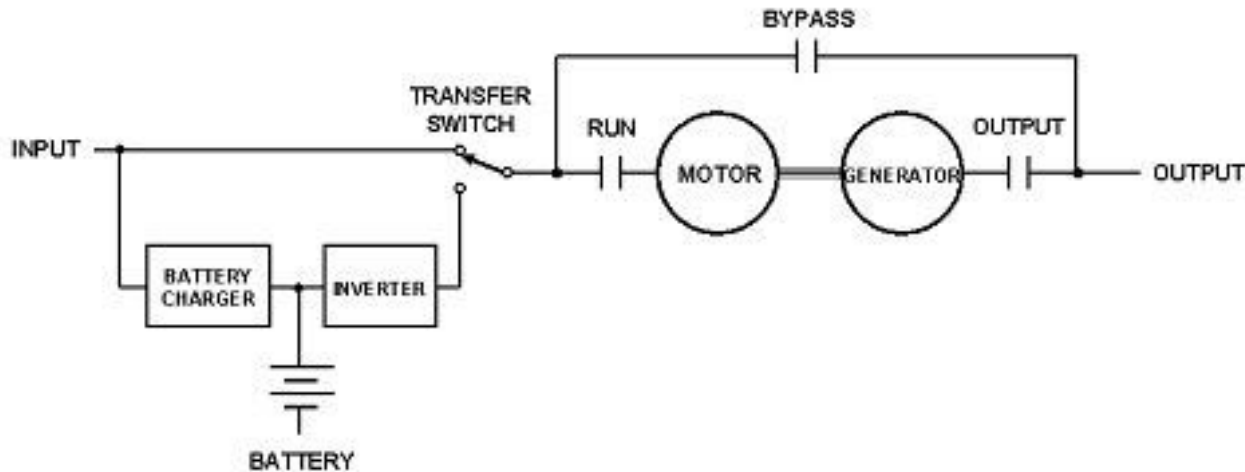 BYPASS
TRANSFER
SWITCH
RUN
OUTPUT
INPUT
MOTOR
GENERATOR
OUTPUT
BATTERY
CHARGER
INVERTER
BATTERY